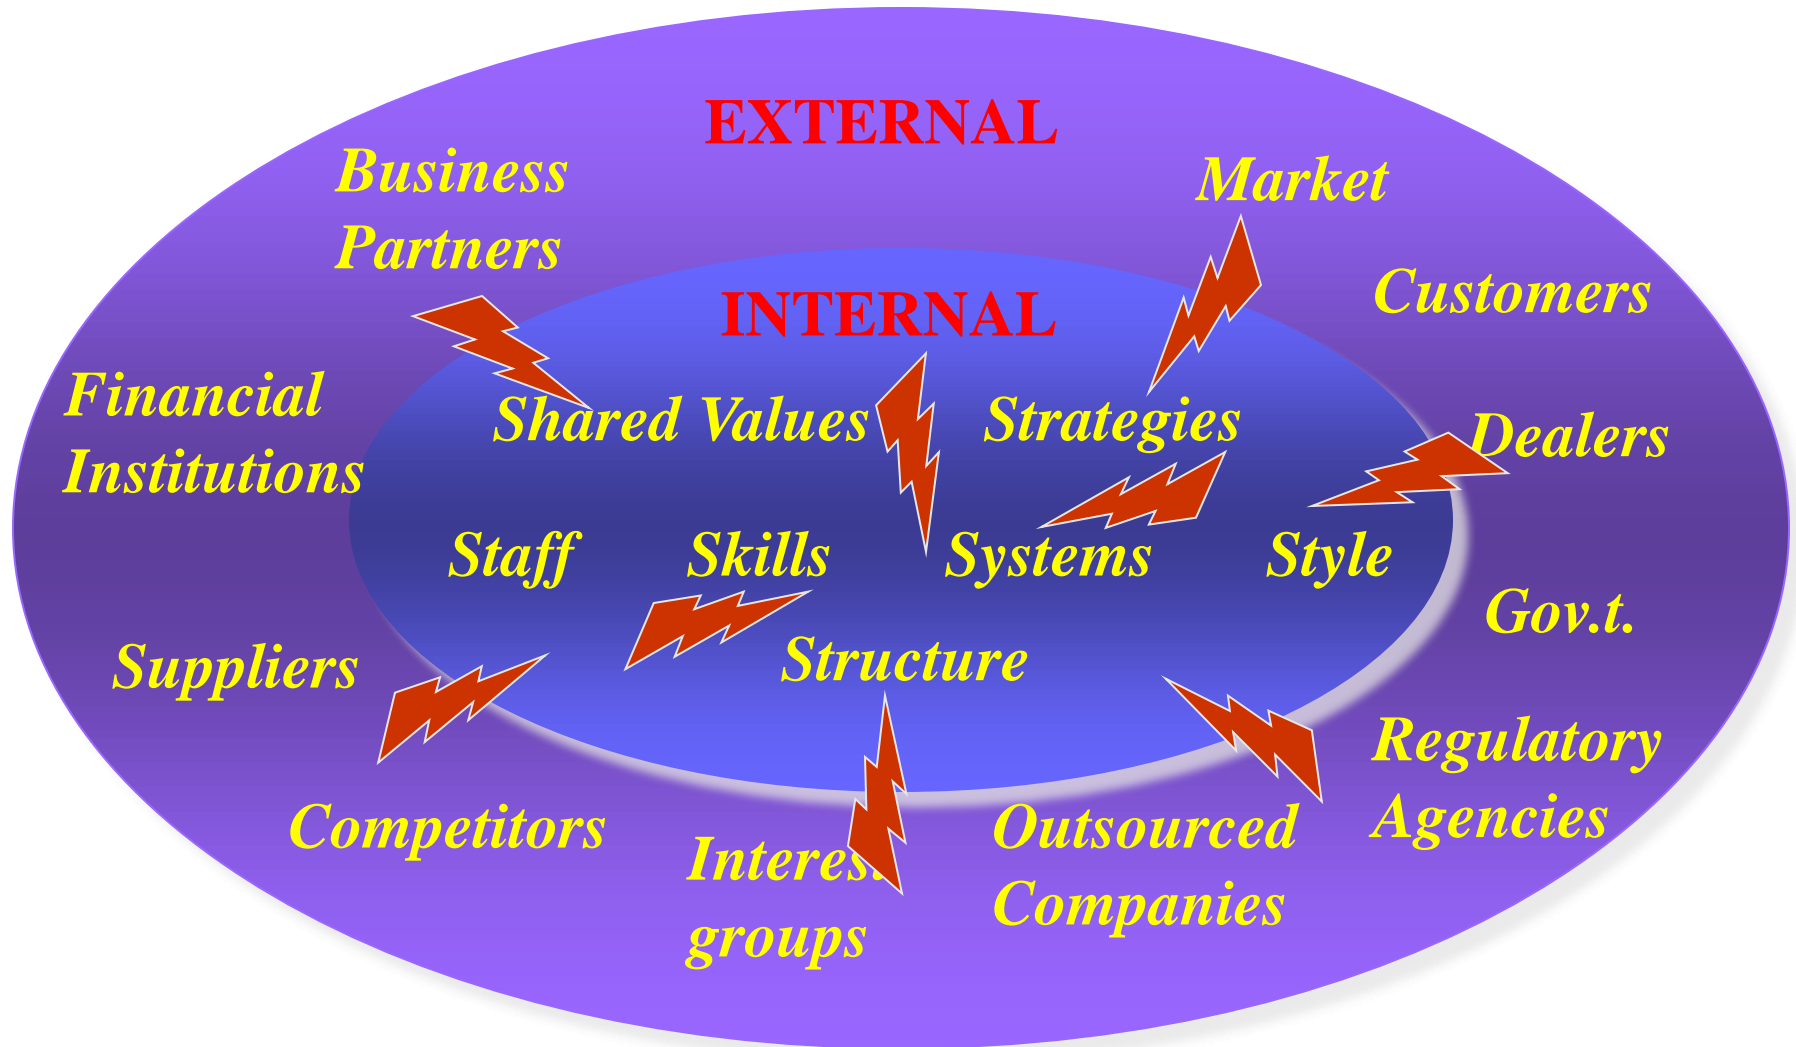 EXTERNAL
Business
Partners
Market
Customers
INTERNAL
Financial
Institutions
Shared Values
Strategies
Dealers
Staff
Skills
Systems
Style
Gov.t.
Suppliers
Structure
Regulatory
Agencies
Competitors
Interest
groups
Outsourced
Companies